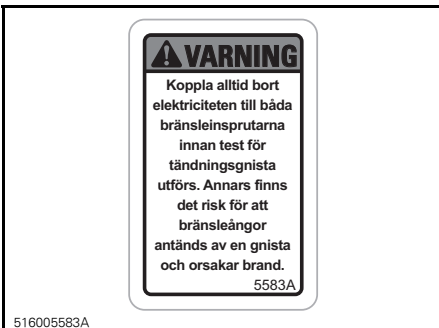 VARNING
Koppla alltid bort
elektriciteten till båda
bränsleinsprutarna
innan test för
tändningsgnista
utförs. Annars finns
det risk för att
bränsleångor
antänds av en gnista
och orsakar brand.
5583A
516005583A